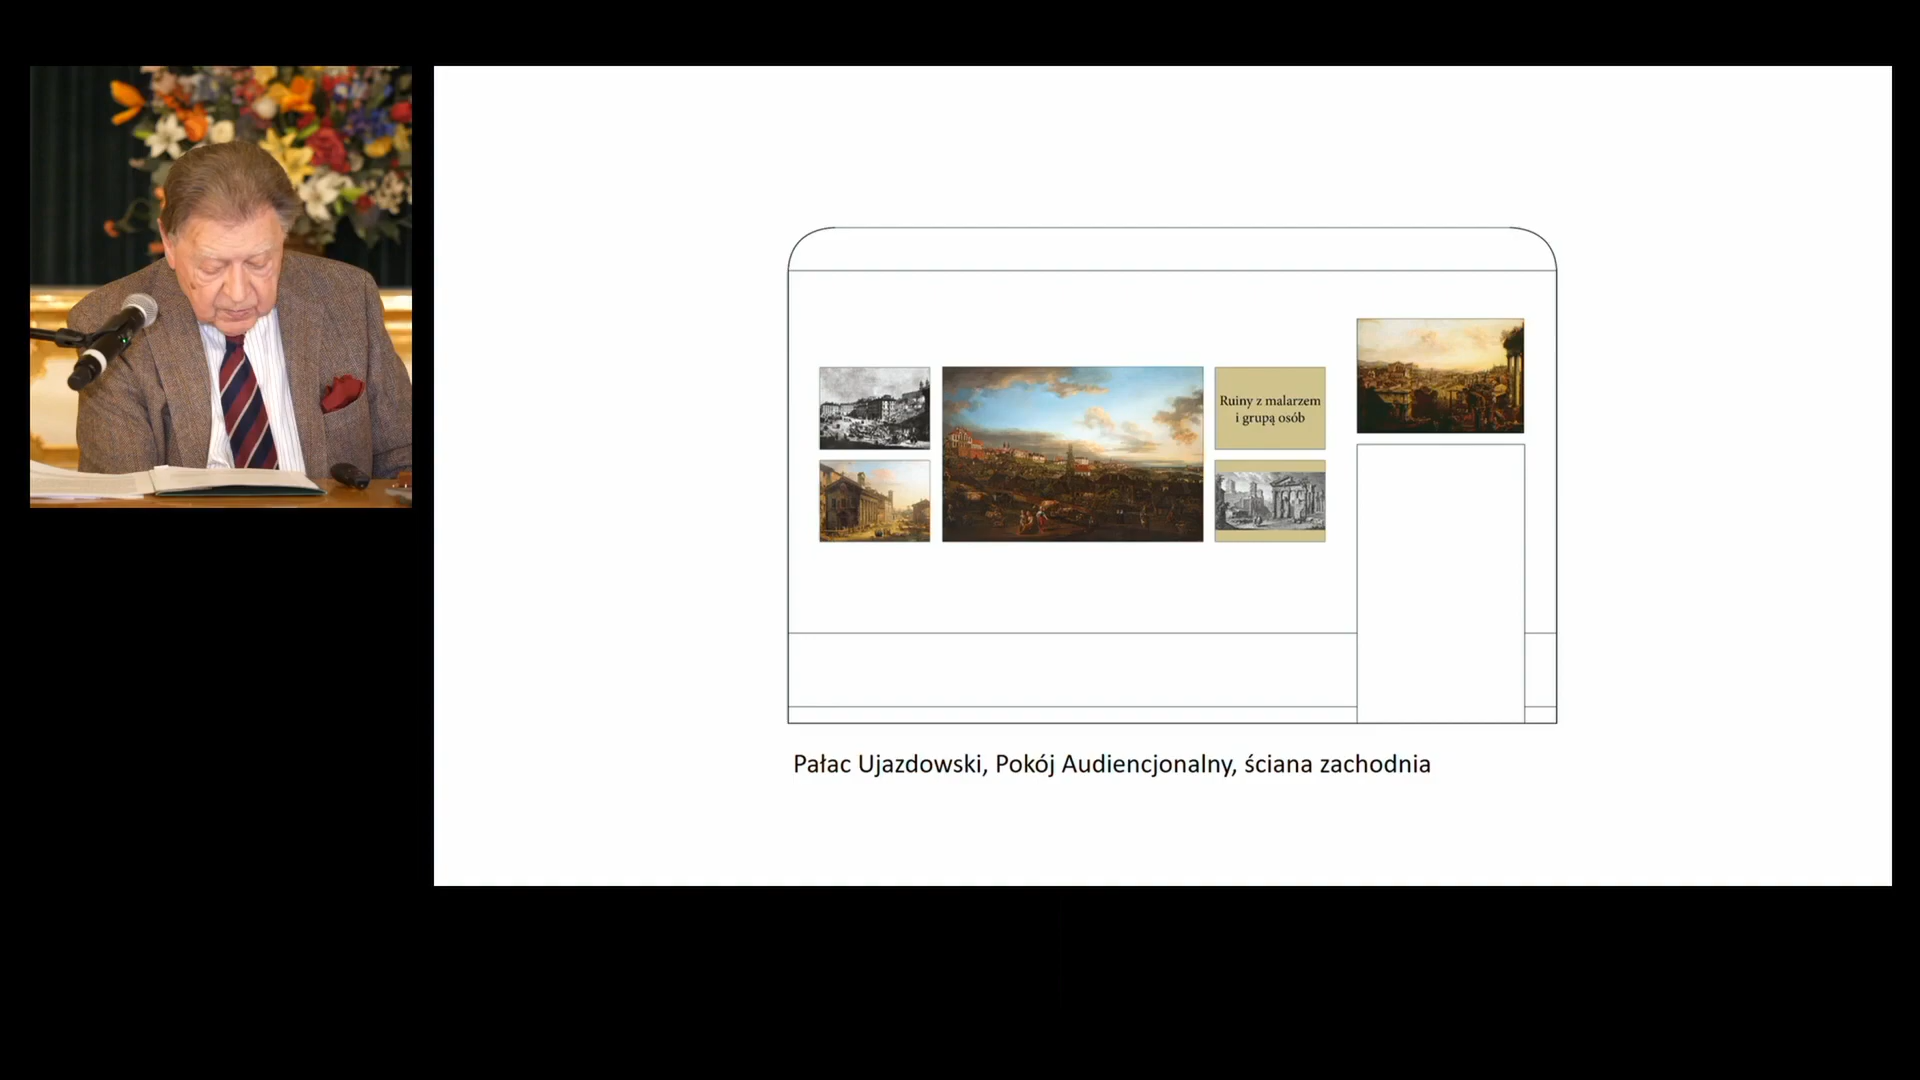 Ruiny z malarzem
i grupą osób
Pałac Ujazdowski, Pokój Audiencjonalny, ściana zachodnia